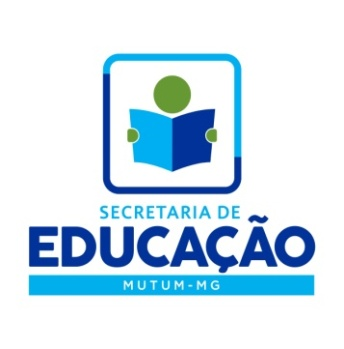 SECRETARIA DE
EDUCAÇÃO
MUTUM-MG